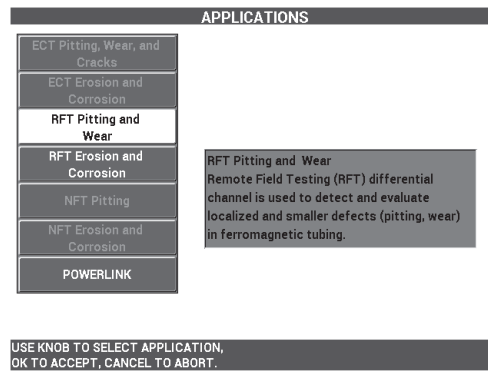 APPLICATIONS
ECT Pitting, Wear, and
Cracks
ECT Erosion and
Corrosion
RFT Pitting and
Wear
RFT Erosion and
Corrosion
NFT Pitting
NFT Erosion and
Corrosion
POWERLINK
RFT Pitting and Wear
Remote Field Testing (RFT) differential
channel is used to detect and evaluate
localized and smaller defects (pitting, wear)
in ferromagnetic tubing.
USE KNOB TO SELECT APPLICATION,
OK TO ACCEPT, CANCEL TO ABORT.